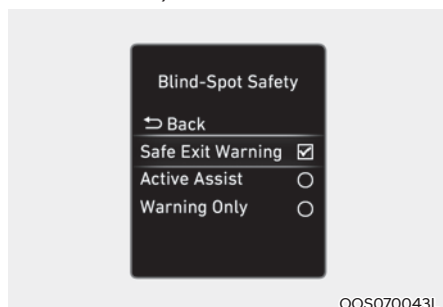 Blind-Spot Safety
Back
Safe Exit Warning
Active Assist
Warning Only
OOS070043L